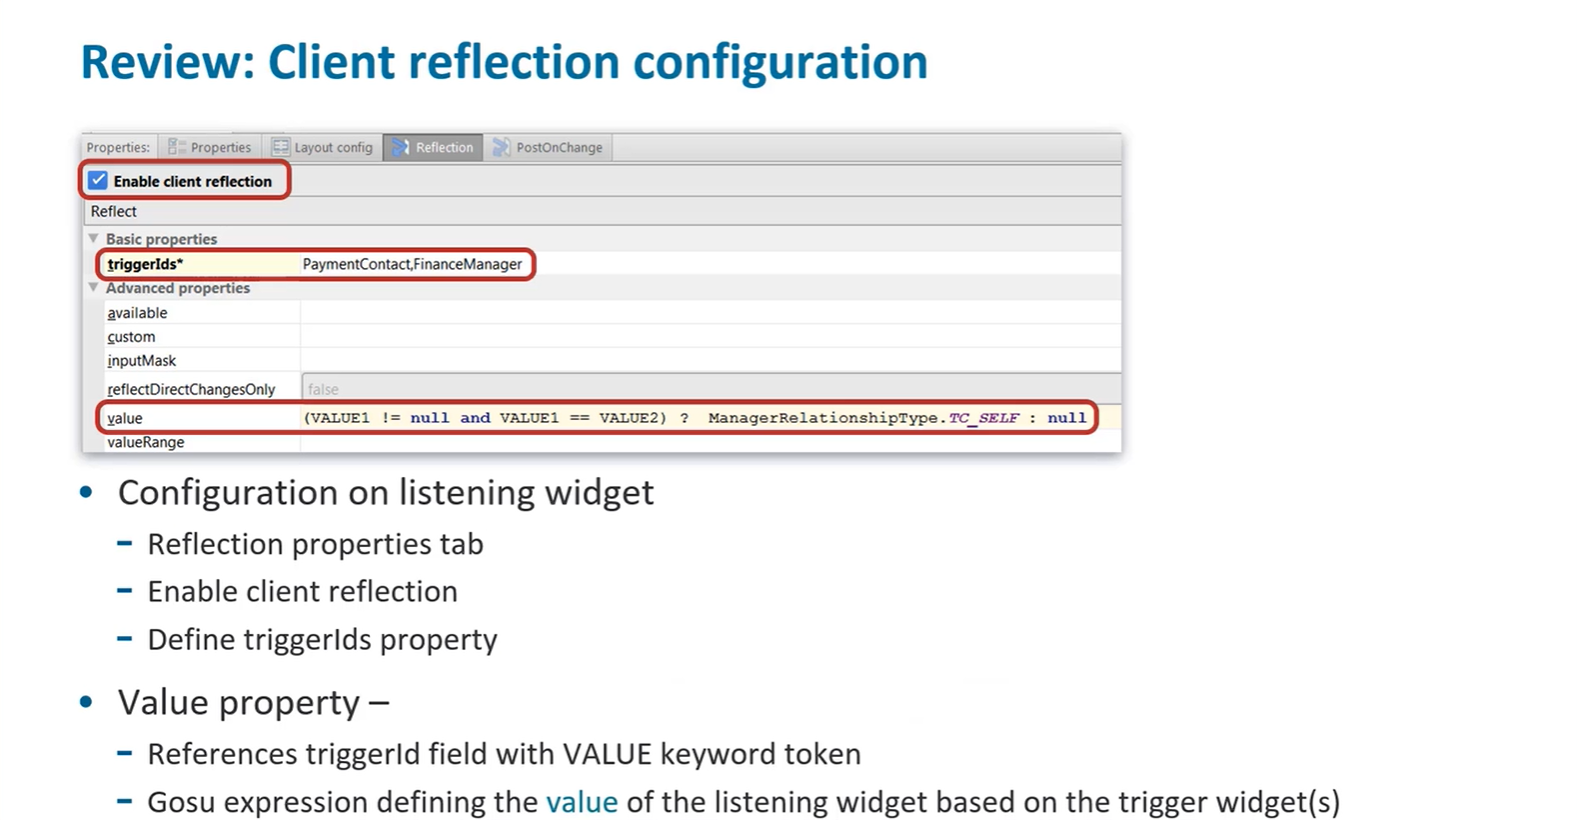 Review: Client reflection configuration
Properties: Properties Layout config Reflection PostOnChange
Enable client reflection
Reflect
Basic properties
triggerIds* PaymentContact,FinanceManager
Advanced properties
available
custom
inputMask
reflectDirectChangesOnly false
value (VALUE1 != null and VALUE1 == VALUE2) ? ManagerRelationshipType.TC_SELF : null
valueRange
• Configuration on listening widget
– Reflection properties tab
– Enable client reflection
– Define triggerIds property
• Value property –
– References triggerId field with VALUE keyword token
– Gosu expression defining the value of the listening widget based on the trigger widget(s)